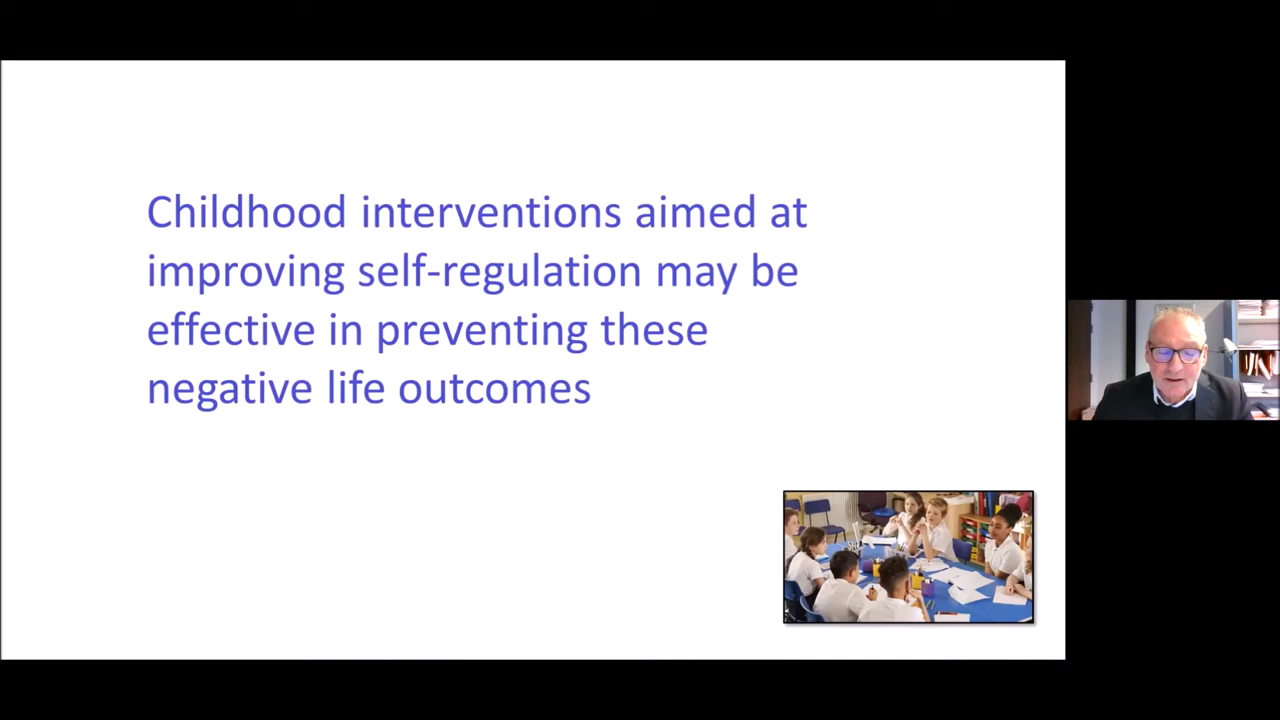 Childhood interventions aimed at
improving self-regulation may be
effective in preventing these
negative life outcomes